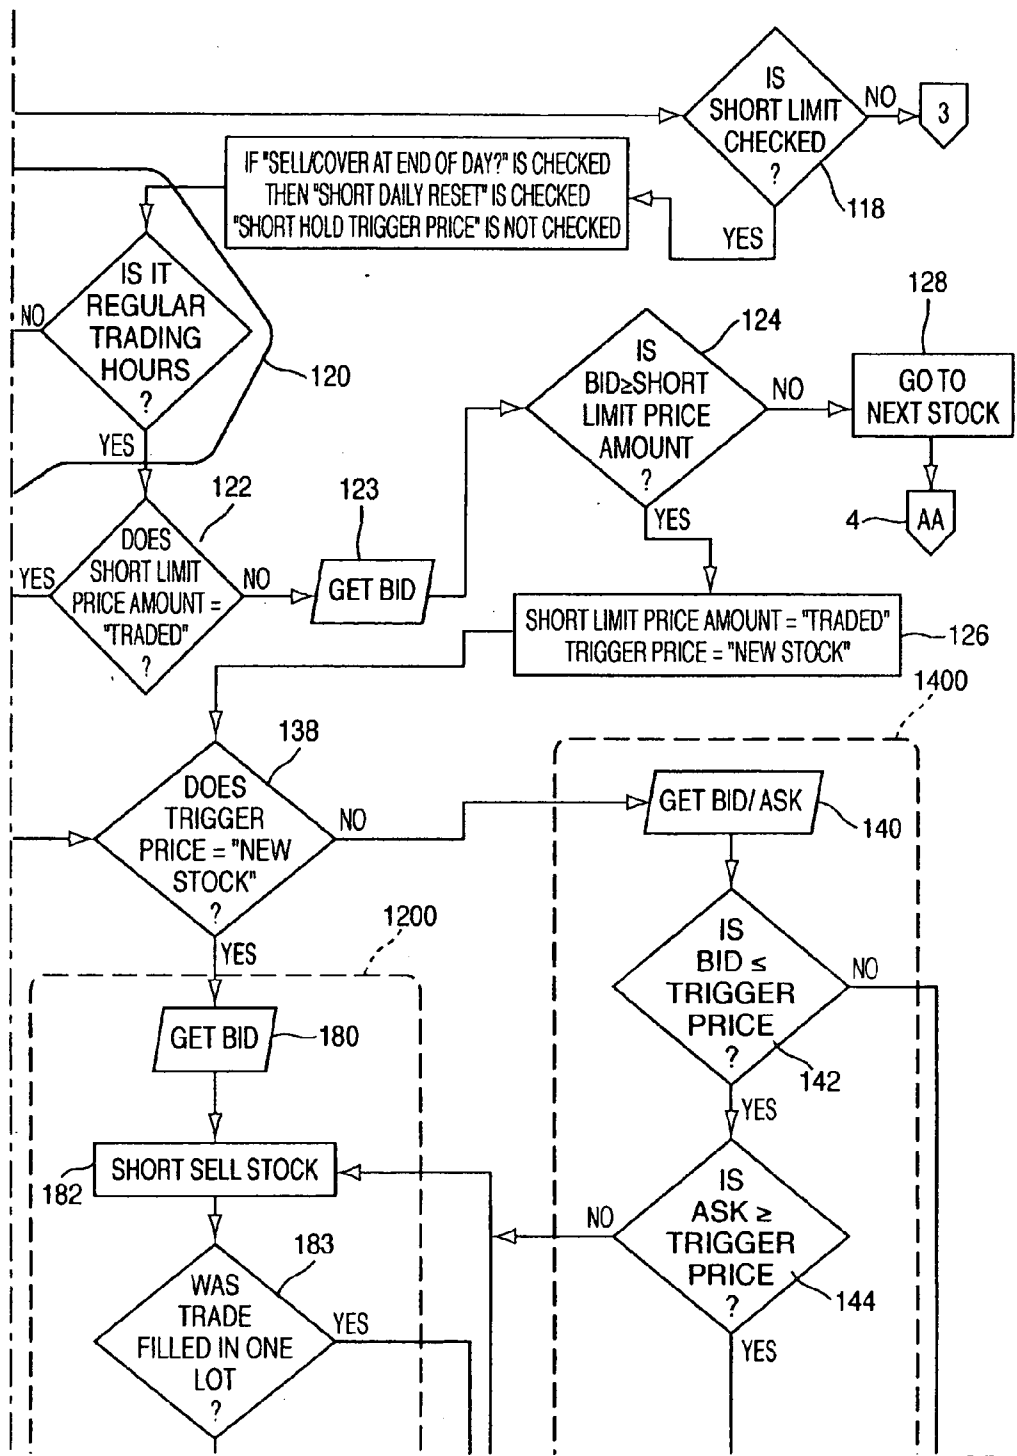 IS
SHORT LIMIT
CHECKED
?
NO
3
118
YES
IF "SELL/COVER AT END OF DAY?" IS CHECKED
THEN "SHORT DAILY RESET" IS CHECKED
"SHORT HOLD TRIGGER PRICE" IS NOT CHECKED
IS IT
REGULAR
TRADING
HOURS
?
NO
120
YES
124
IS
BID≥SHORT
LIMIT PRICE
AMOUNT
?
NO
128
GO TO
NEXT STOCK
4
AA
YES
122
DOES
SHORT LIMIT
PRICE AMOUNT =
"TRADED"
?
YES
NO
123
GET BID
SHORT LIMIT PRICE AMOUNT = "TRADED"
TRIGGER PRICE = "NEW STOCK"
126
1400
138
DOES
TRIGGER
PRICE = "NEW
STOCK"
?
NO
YES
GET BID/ ASK
140
IS
BID ≤
TRIGGER
PRICE
?
NO
142
YES
1200
GET BID
180
SHORT SELL STOCK
182
IS
ASK ≥
TRIGGER
PRICE
?
NO
144
YES
183
WAS
TRADE
FILLED IN ONE
LOT
?
YES